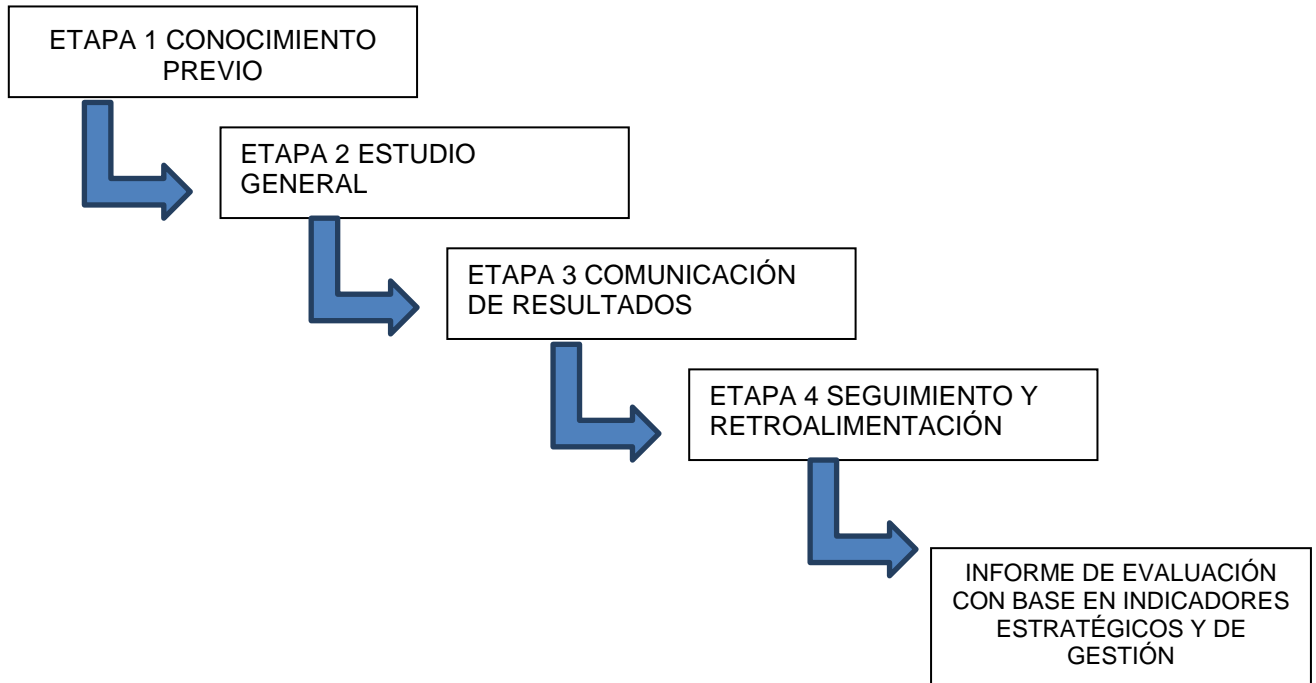 ETAPA 1 CONOCIMIENTO
PREVIO
ETAPA 2 ESTUDIO
GENERAL
ETAPA 3 COMUNICACIÓN
DE RESULTADOS
ETAPA 4 SEGUIMIENTO Y
RETROALIMENTACIÓN
INFORME DE EVALUACIÓN
CON BASE EN INDICADORES
ESTRATÉGICOS Y DE
GESTIÓN